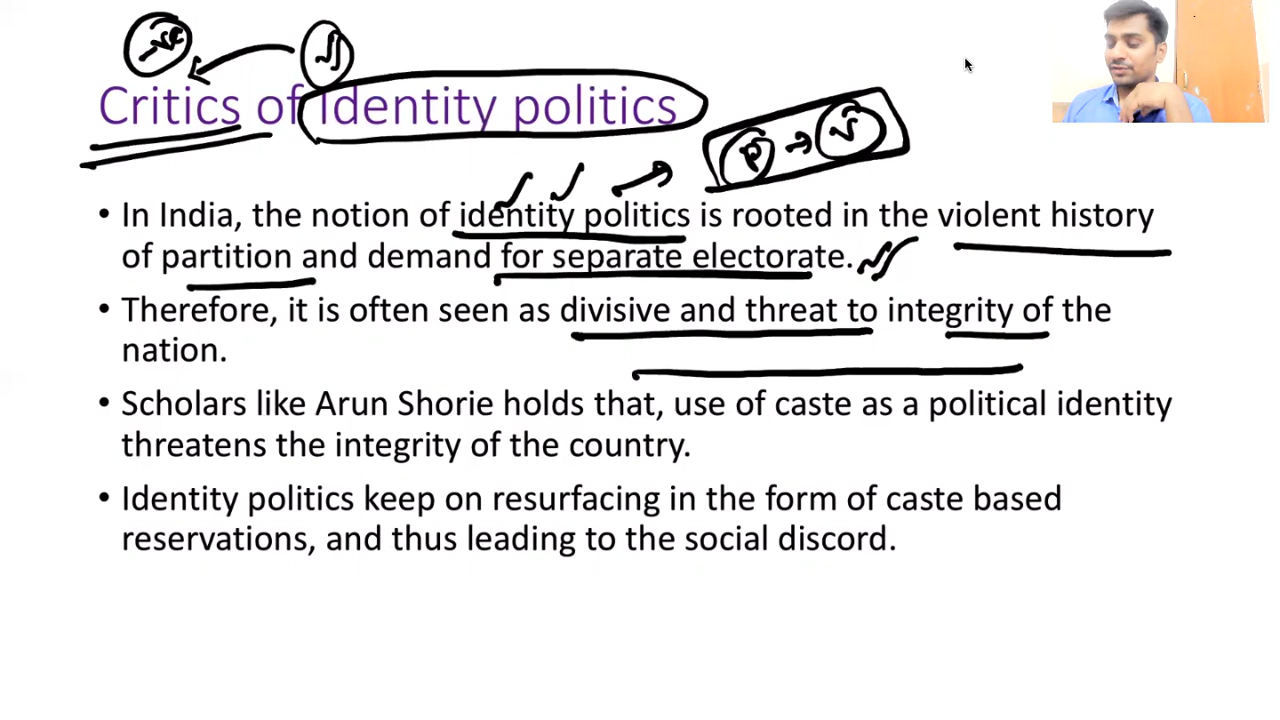 -ve
Critics of Identity politics
P → V
• In India, the notion of identity politics is rooted in the violent history
of partition and demand for separate electorate.
• Therefore, it is often seen as divisive and threat to integrity of the
nation.
• Scholars like Arun Shorie holds that, use of caste as a political identity
threatens the integrity of the country.
• Identity politics keep on resurfacing in the form of caste based
reservations, and thus leading to the social discord.